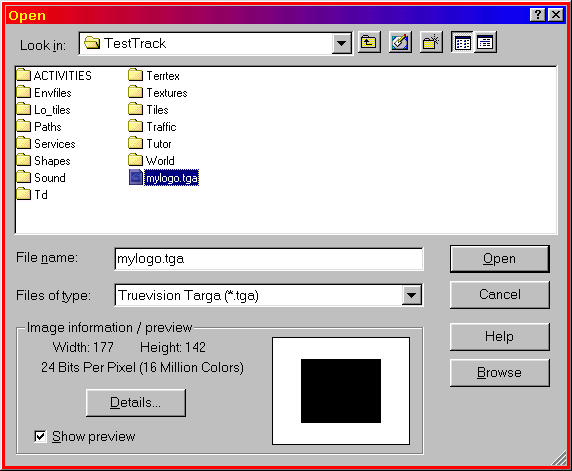 Open
Look in: TestTrack
ACTIVITIES Terrtex
Envfiles Textures
Lo_tiles Tiles
Paths Traffic
Services Tutor
Shapes World
Sound mylogo.tga
Td
File name: mylogo.tga Open
Files of type: Truevision Targa (*.tga) Cancel
Image information / preview
Width: 177 Height: 142
24 Bits Per Pixel (16 Million Colors)
Details...
Show preview
Help
Browse